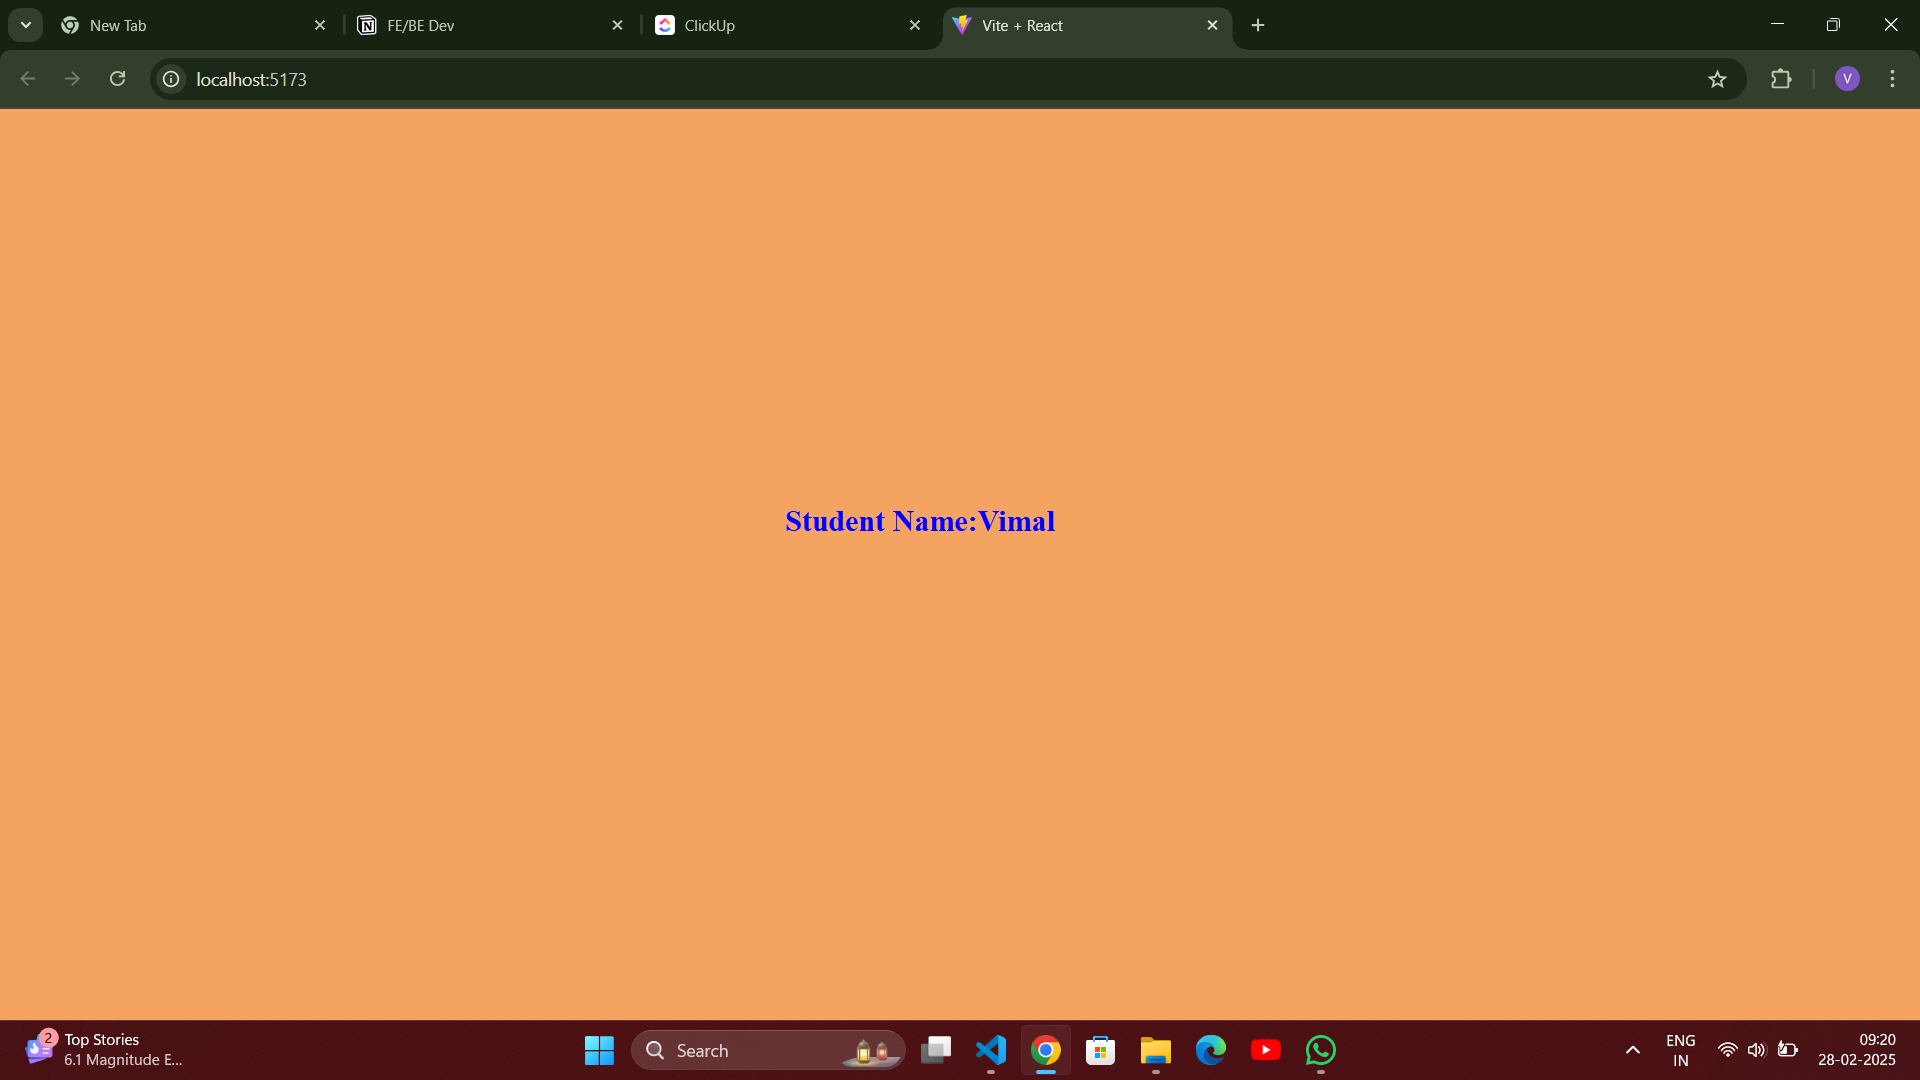 New Tab
FE/BE Dev
ClickUp
Vite + React
localhost:5173
V
Student Name:Vimal
2
Top Stories
6.1 Magnitude E...
Search
ENG
IN
09:20
28-02-2025